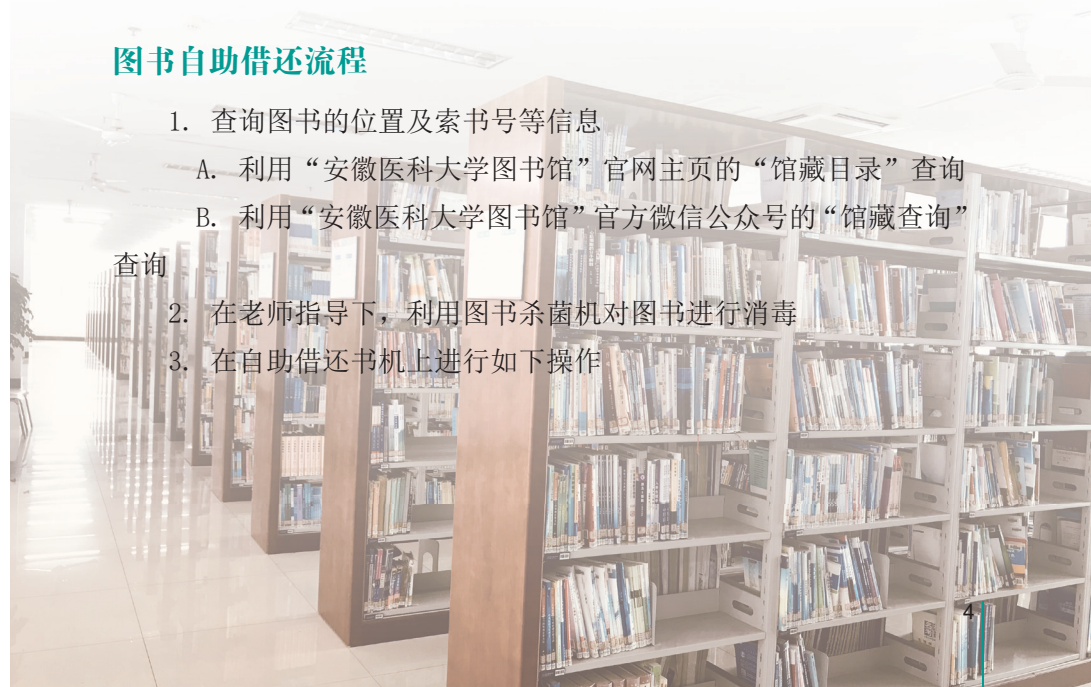 图书自助借还流程
1. 查询图书的位置及索书号等信息
A. 利用“安徽医科大学图书馆”官网主页的“馆藏目录”查询
B. 利用“安徽医科大学图书馆”官方微信公众号的“馆藏查询”
查询
2. 在老师指导下，利用图书杀菌机对图书进行消毒
3. 在自助借还书机上进行如下操作
4